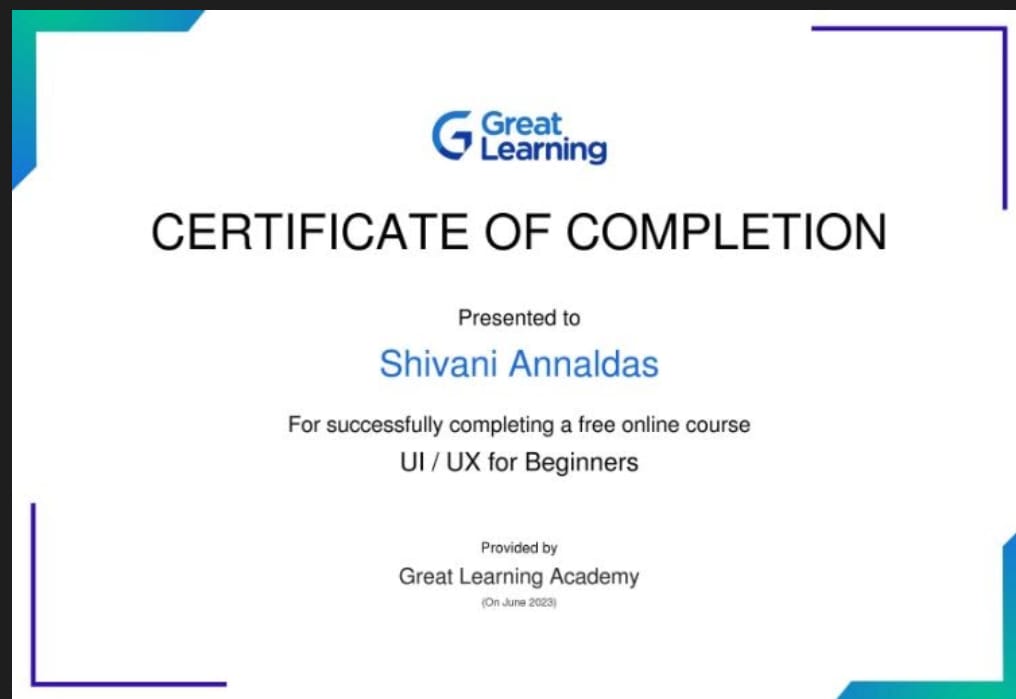 Great
Learning
CERTIFICATE OF COMPLETION
Presented to
Shivani Annaldas
For successfully completing a free online course
UI / UX for Beginners
Provided by
Great Learning Academy
(On June 2023)